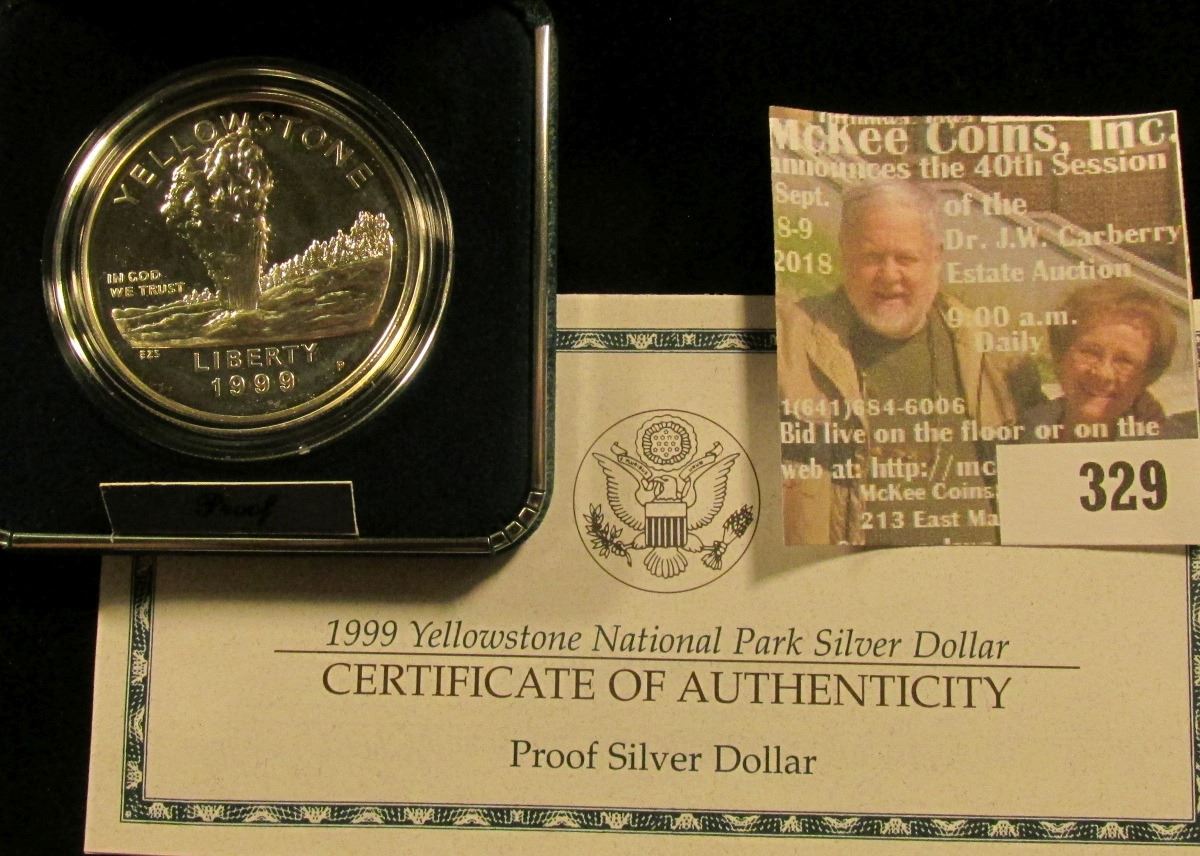 YELLOWSTONE
IN GOD
WE TRUST
LIBERTY
1999
P
Proof
McKee Coins, Inc.
announces the 40th Session
Sept.
8-9
2018
of the
Dr. J.W. Carberry
Estate Auction
9:00 a.m.
Daily
1(641)684-6006
Bid live on the floor or on the
web at: http://mc
McKee Coins,
213 East Ma
329
1999 Yellowstone National Park Silver Dollar
CERTIFICATE OF AUTHENTICITY
Proof Silver Dollar